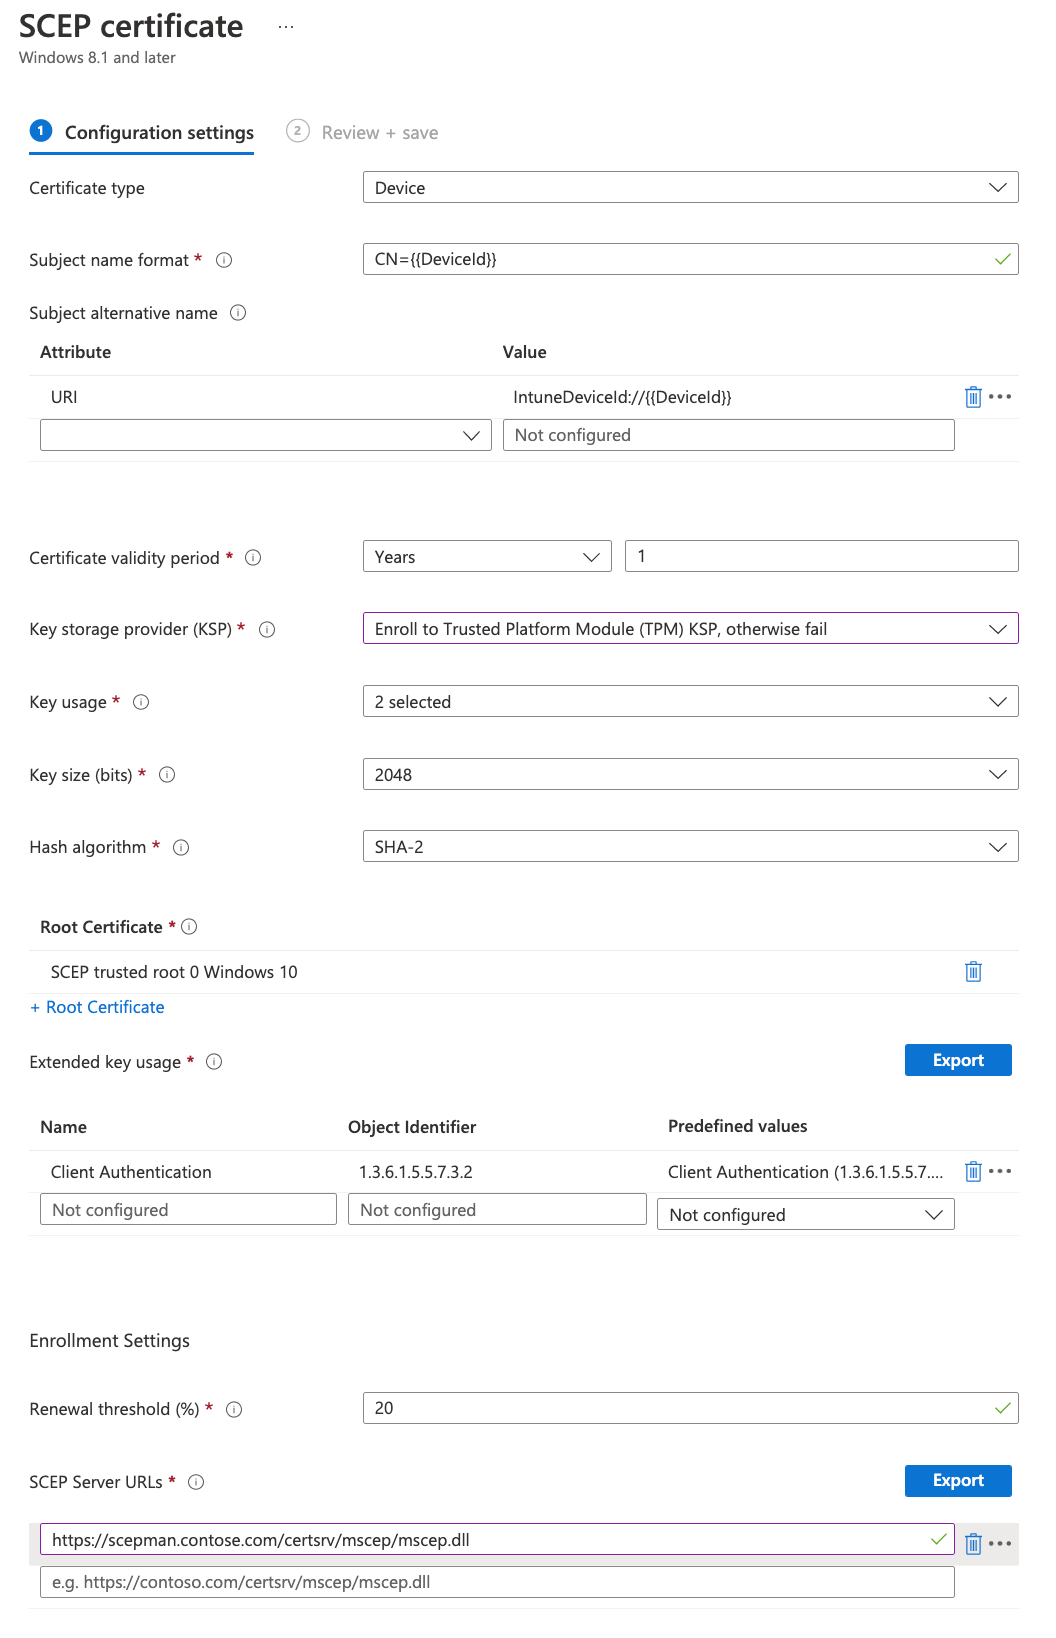 SCEP certificate ...
Windows 8.1 and later
1 Configuration settings 2 Review + save
Certificate type Device
Subject name format * CN={{DeviceId}}
Subject alternative name
Attribute Value
URI IntuneDeviceId://{{DeviceId}}
Not configured
Certificate validity period * Years 1
Key storage provider (KSP) * Enroll to Trusted Platform Module (TPM) KSP, otherwise fail
Key usage * 2 selected
Key size (bits) * 2048
Hash algorithm * SHA-2
Root Certificate *
SCEP trusted root 0 Windows 10
+ Root Certificate
Extended key usage * Export
Name Object Identifier Predefined values
Client Authentication 1.3.6.1.5.5.7.3.2 Client Authentication (1.3.6.1.5.5.7....
Not configured Not configured Not configured
Enrollment Settings
Renewal threshold (%) * 20
SCEP Server URLs * Export
https://scepman.contose.com/certsrv/mscep/mscep.dll
e.g. https://contoso.com/certsrv/mscep/mscep.dll